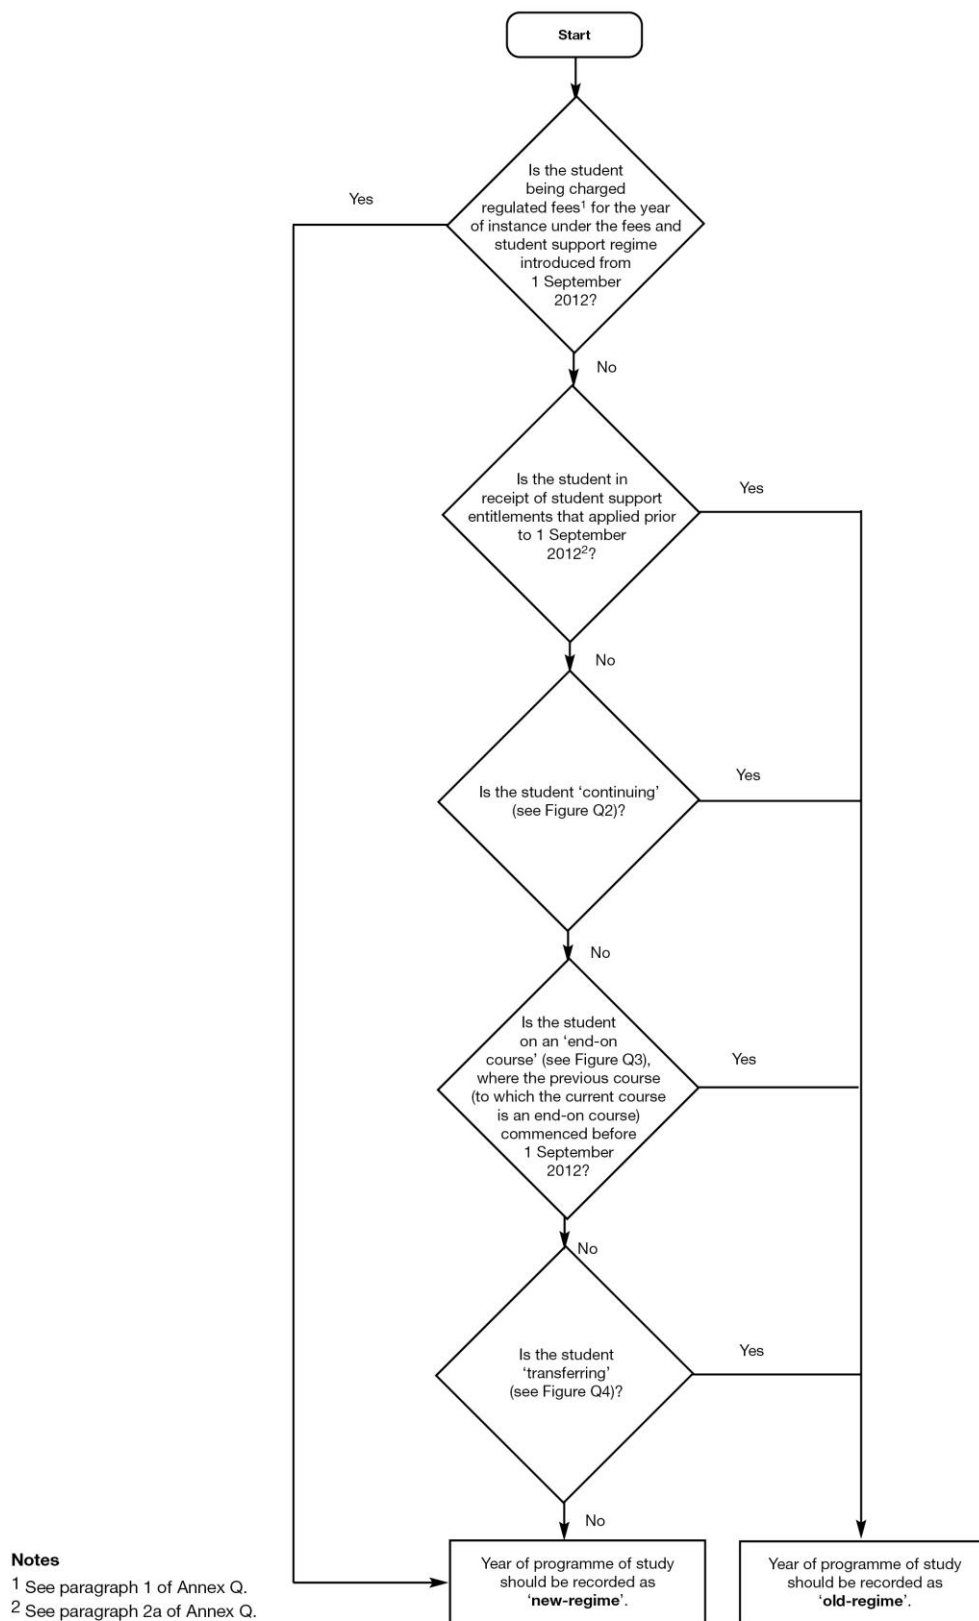 Start
Is the student
being charged
regulated fees¹ for the year
of instance under the fees and
student support regime
introduced from
1 September
2012?
Yes
No
Is the student in
receipt of student support
entitlements that applied prior
to 1 September
2012²?
Yes
No
Is the student ‘continuing’
(see Figure Q2)?
Yes
No
Is the student
on an ‘end-on
course’ (see Figure Q3),
where the previous course
(to which the current course
is an end-on course)
commenced before
1 September
2012?
Yes
No
Is the student
‘transferring’
(see Figure Q4)?
Yes
No
Year of programme of study
should be recorded as
‘new-regime’.
Year of programme of study
should be recorded as
‘old-regime’.
Notes
1 See paragraph 1 of Annex Q.
2 See paragraph 2a of Annex Q.